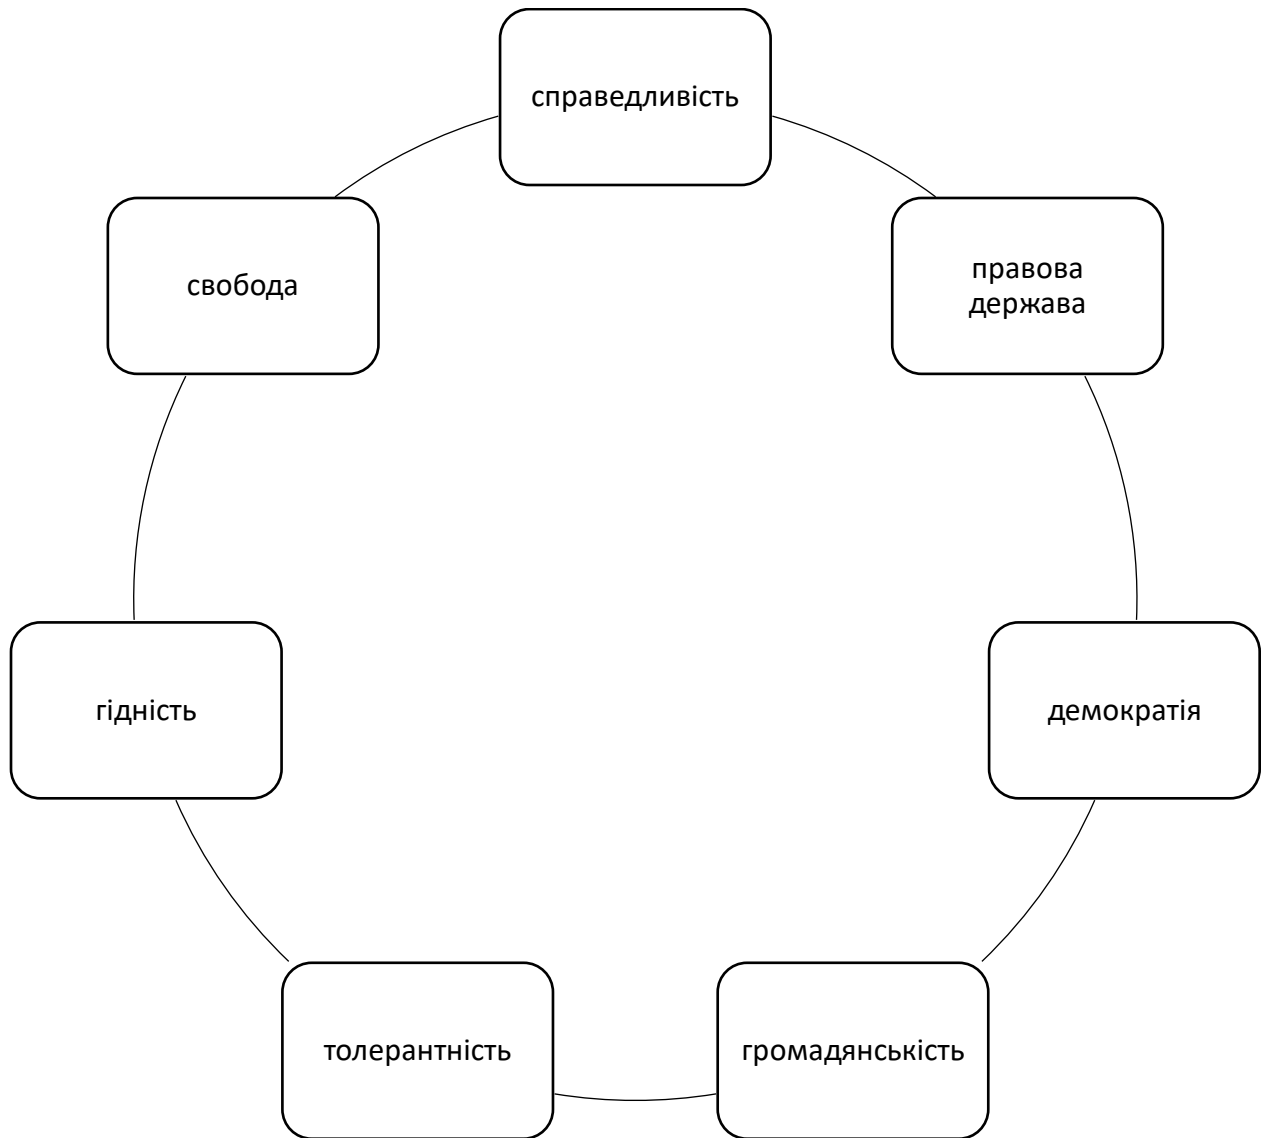 справедливість
правова
держава
демократія
громадянськість
толерантність
гідність
свобода